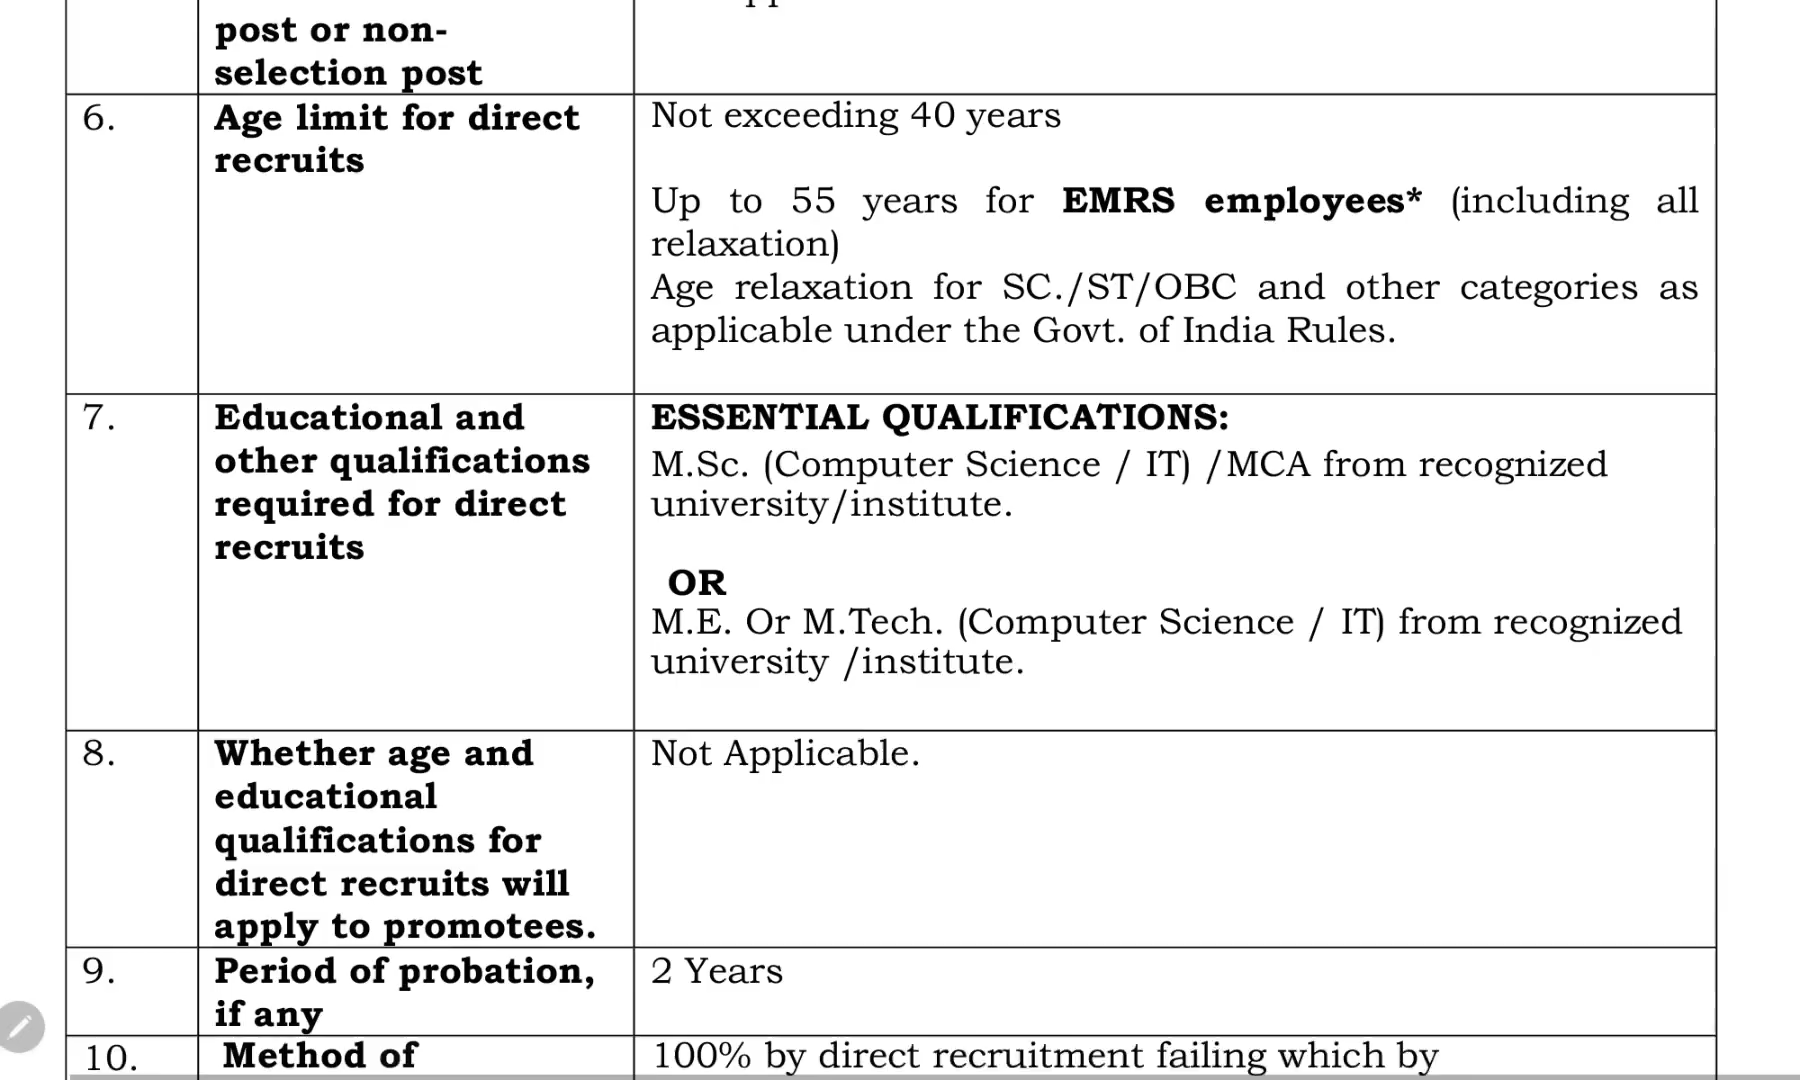 post or non-
selection post
6.
Age limit for direct
recruits
Not exceeding 40 years
Up to 55 years for EMRS employees* (including all
relaxation)
Age relaxation for SC./ST/OBC and other categories as
applicable under the Govt. of India Rules.
7.
Educational and
other qualifications
required for direct
recruits
ESSENTIAL QUALIFICATIONS:
M.Sc. (Computer Science / IT) /MCA from recognized
university/institute.
OR
M.E. Or M.Tech. (Computer Science / IT) from recognized
university /institute.
8.
Whether age and
educational
qualifications for
direct recruits will
apply to promotees.
Not Applicable.
9.
Period of probation,
if any
2 Years
10.
Method of
100% by direct recruitment failing which by